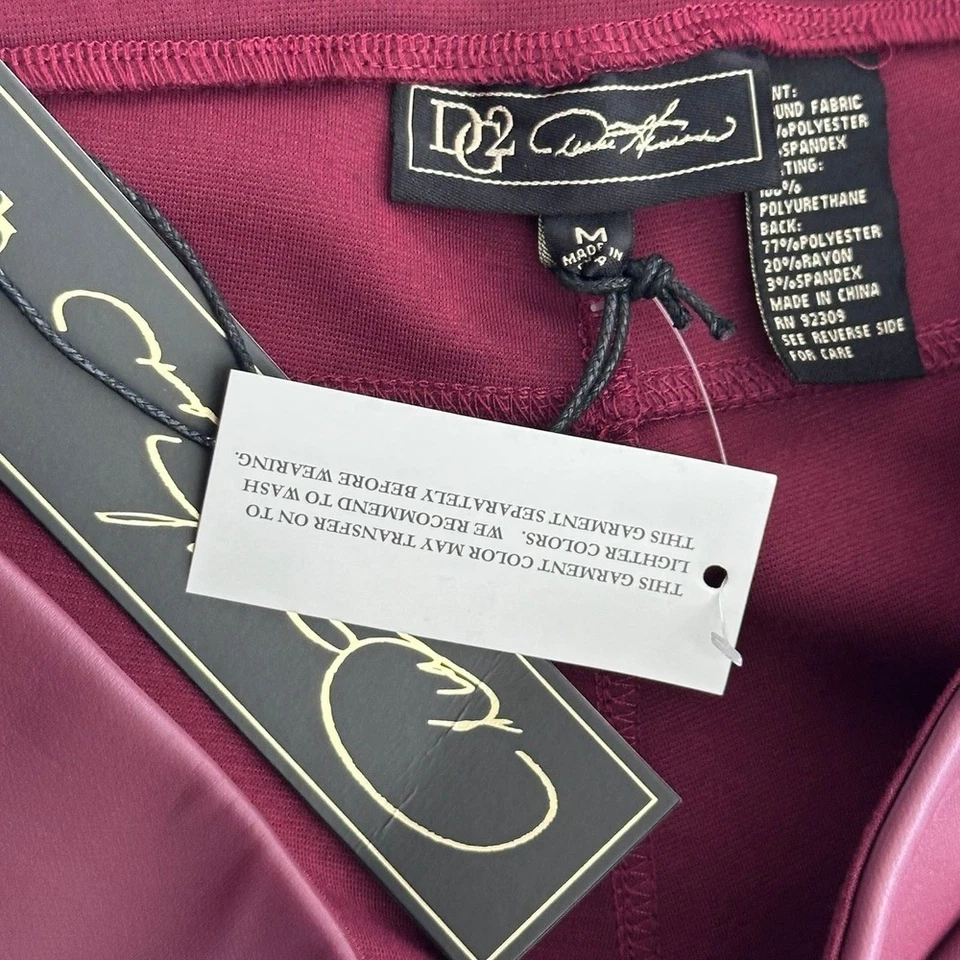 DG2
M
MADE IN
UND FABRIC
%POLYESTER
SPANDEX
100%
POLYURETHANE
BACK:
77%POLYESTER
20%RAYON
3%SPANDEX
MADE IN CHINA
RN 92309
SEE REVERSE SIDE
FOR CARE
THIS GARMENT COLOR MAY TRANSFER ON TO
LIGHTER COLORS. WE RECOMMEND TO WASH
THIS GARMENT SEPARATELY BEFORE WEARING.